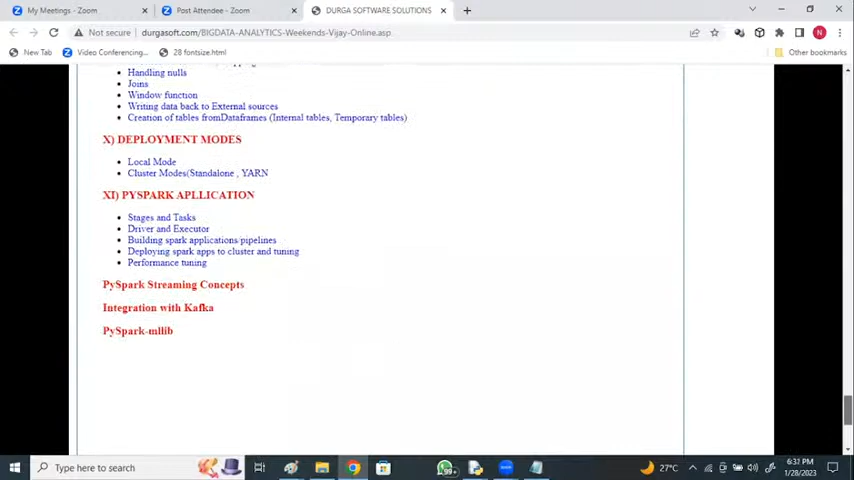 My Meetings - Zoom
Post Attendee - Zoom
DURGA SOFTWARE SOLUTIONS
Not secure
durgasoft.com/BIGDATA-ANALYTICS-Weekends-Vijay-Online.asp
N
New Tab
Video Conferencing...
28 fontsize.html
Other bookmarks
Handling nulls
Joins
Window function
Writing data back to External sources
Creation of tables fromDataframes (Internal tables, Temporary tables)
X) DEPLOYMENT MODES
Local Mode
Cluster Modes(Standalone , YARN
XI) PYSPARK APLLICATION
Stages and Tasks
Driver and Executor
Building spark applications/pipelines
Deploying spark apps to cluster and tuning
Performance tuning
PySpark Streaming Concepts
Integration with Kafka
PySpark-mllib
Type here to search
99+
27°C
6:32 PM
1/28/2023